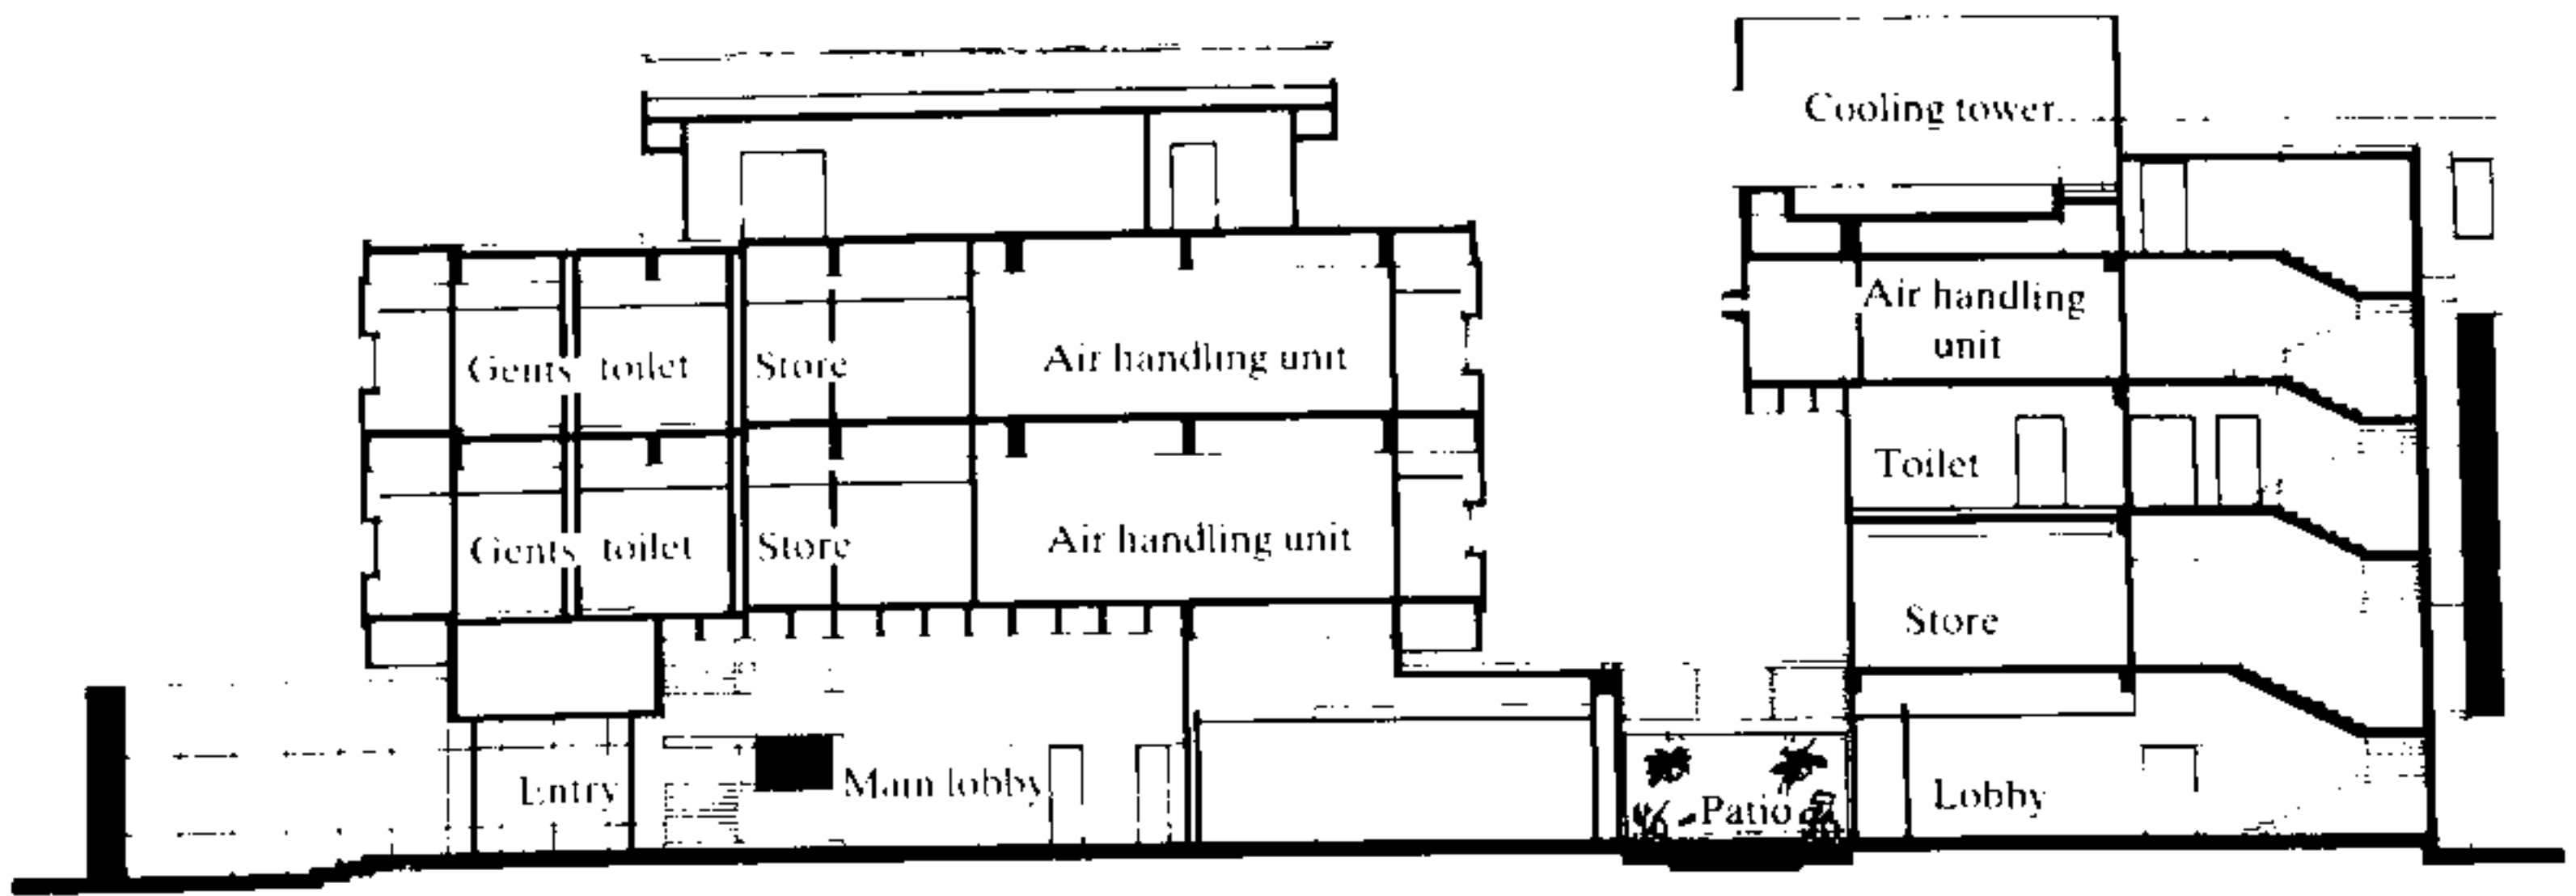 Cooling tower
Air handling
unit
Gents toilet
Store
Air handling unit
Toilet
Gents toilet
Store
Air handling unit
Store
Entry
Main lobby
Patio
Lobby